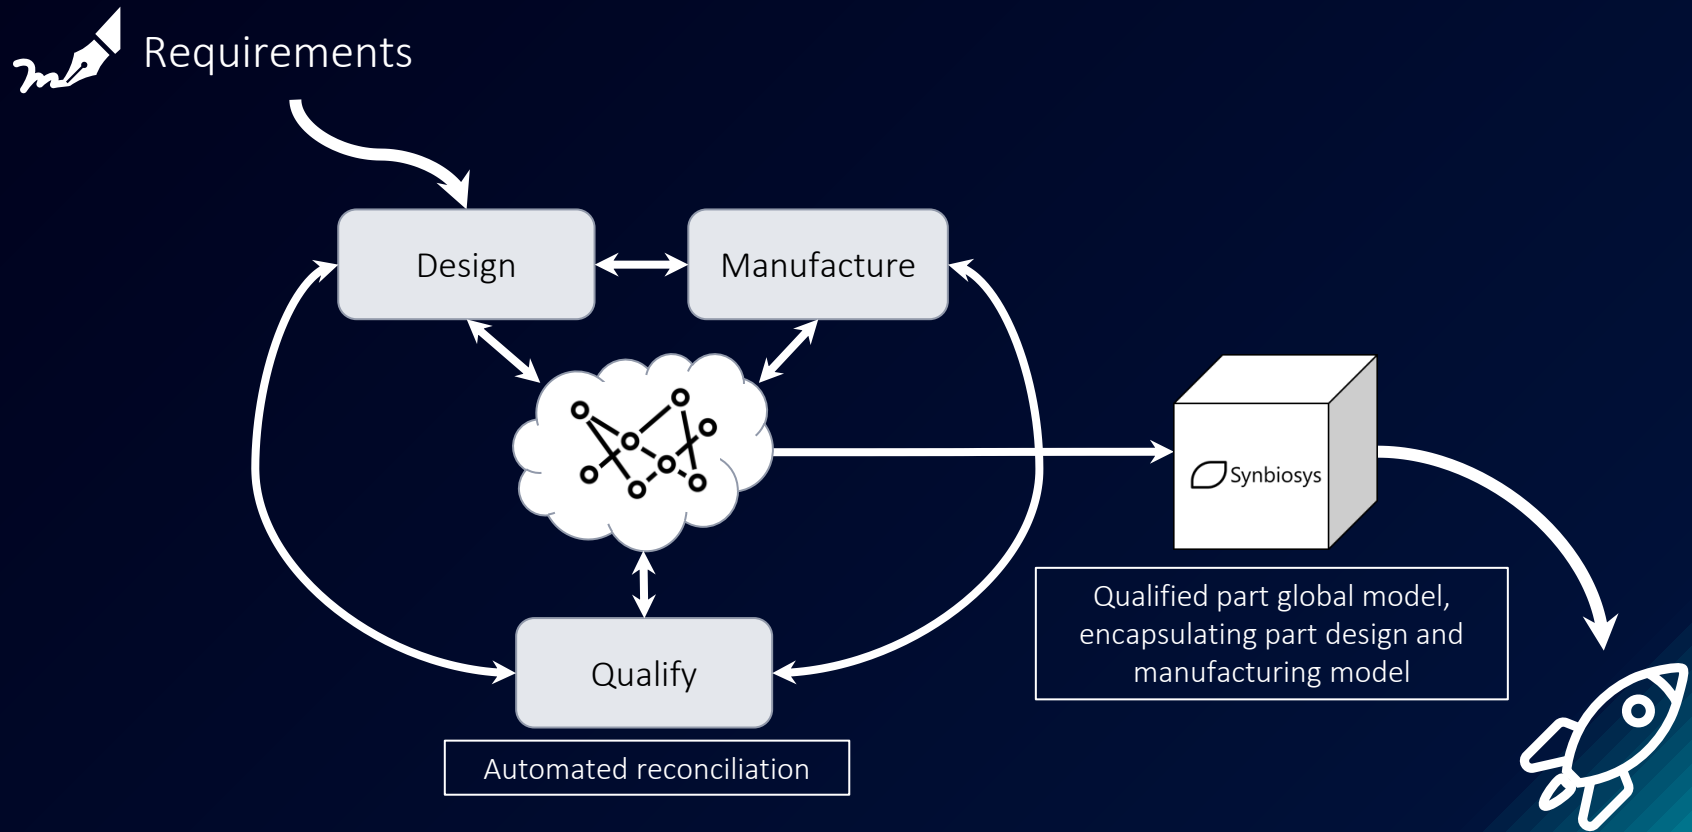 Requirements
Design
Manufacture
Synbiosys
Qualified part global model,
encapsulating part design and
manufacturing model
Qualify
Automated reconciliation